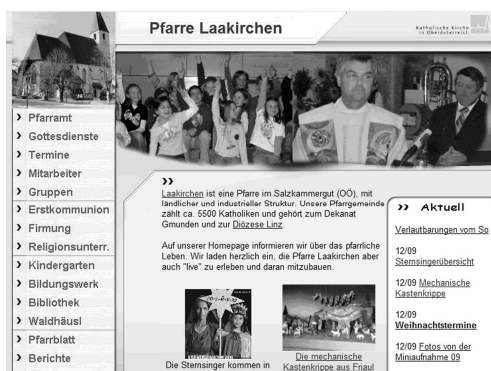 Pfarre Laakirchen
Katholische Kirche
in Oberösterreich
Pfarramt
Gottesdienste
Termine
Mitarbeiter
Gruppen
Erstkommunion
Firmung
Religionsunterr.
Kindergarten
Bildungswerk
Bibliothek
Waldhäusl
Pfarrblatt
Berichte
Laakirchen ist eine Pfarre im Salzkammergut (OÖ), mit
ländlicher und industrieller Struktur. Unsere Pfarrgemeinde
zählt ca. 5500 Katholiken und gehört zum Dekanat
Gmunden und zur Diözese Linz.
Auf unserer Homepage informieren wir über das pfarrliche
Leben. Wir laden herzlich ein, die Pfarre Laakirchen aber
auch "live" zu erleben und daran mitzubauen.
Die Sternsinger kommen in
Die mechanische
Kastenkrippe aus Friaul
Aktuell
Verlautbarungen vom So
12/09
Sternsingerübersicht
12/09 Mechanische
Kastenkrippe
12/09
Weihnachtstermine
12/09 Fotos von der
Miniaufnahme 09